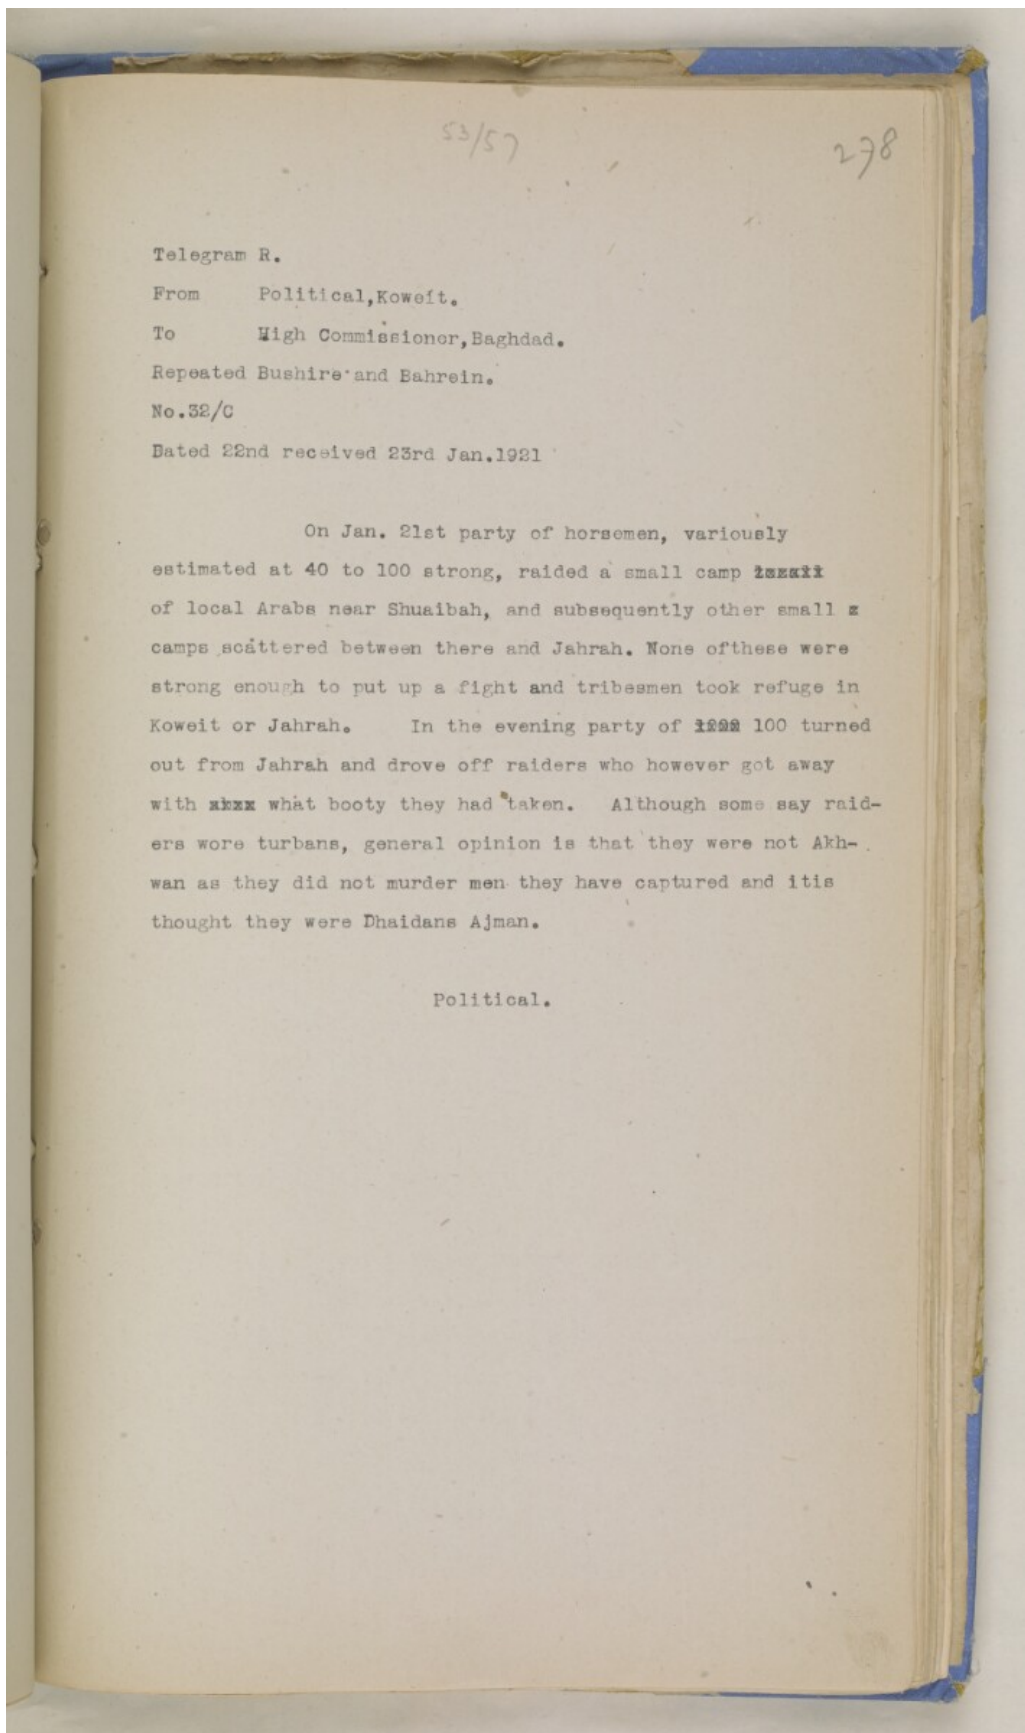 53/57
278
Telegram R.
From Political,Koweit.
To High Commissioner,Baghdad.
Repeated Bushire and Bahrein.
No.32/C
Dated 22nd received 23rd Jan.1921
On Jan. 21st party of horsemen, variously
estimated at 40 to 100 strong, raided a small camp
of local Arabs near Shuaibah, and subsequently other small
camps scattered between there and Jahrah. None ofthese were
strong enough to put up a fight and tribesmen took refuge in
Koweit or Jahrah. In the evening party of 100 turned
out from Jahrah and drove off raiders who however got away
with what booty they had taken. Although some say raid-
ers wore turbans, general opinion is that they were not Akh-
wan as they did not murder men they have captured and itis
thought they were Dhaidans Ajman.
Political.